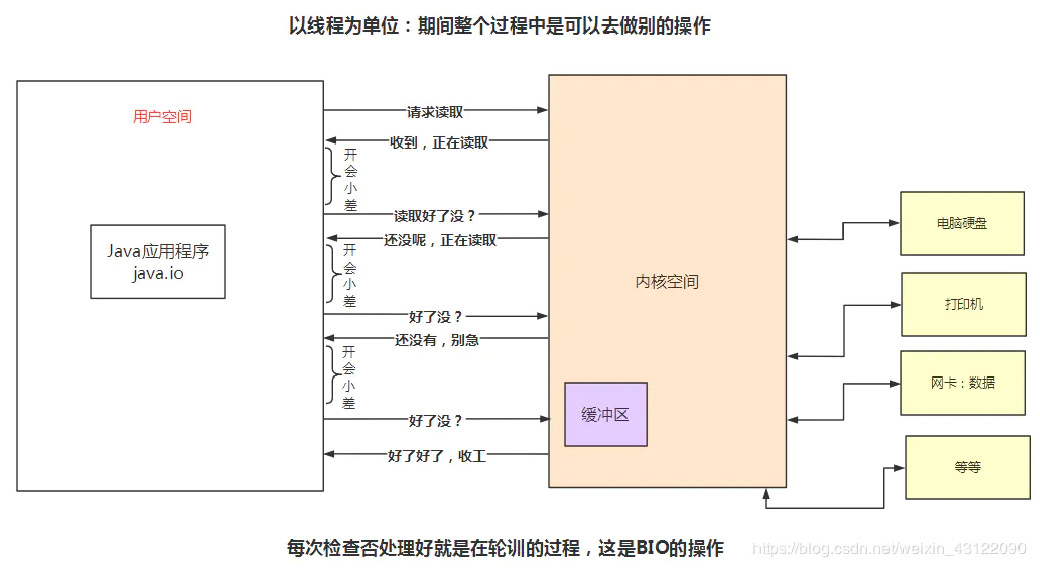 以线程为单位：期间整个过程中是可以去做别的操作
用户空间
Java应用程序
java.io
请求读取
收到，正在读取
开会小差
读取好了没？
还没呢，正在读取
开会小差
好了没？
还没有，别急
开会小差
好了没？
好了好了，收工
内核空间
缓冲区
电脑硬盘
打印机
网卡：数据
等等
每次检查否处理好就是在轮训的过程，这是BIO的操作
https://blog.csdn.net/weixin_43122090